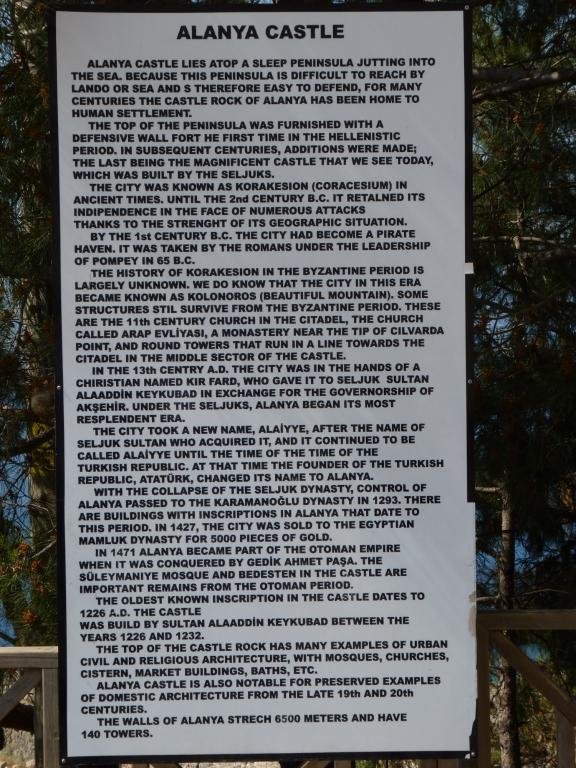 ALANYA CASTLE
ALANYA CASTLE LIES ATOP A SLEEP PENINSULA JUTTING INTO
THE SEA. BECAUSE THIS PENINSULA IS DIFFICULT TO REACH BY
LANDO OR SEA AND S THEREFORE EASY TO DEFEND, FOR MANY
CENTURIES THE CASTLE ROCK OF ALANYA HAS BEEN HOME TO
HUMAN SETTLEMENT.
THE TOP OF THE PENINSULA WAS FURNISHED WITH A
DEFENSIVE WALL FORT HE FIRST TIME IN THE HELLENISTIC
PERIOD. IN SUBSEQUENT CENTURIES, ADDITIONS WERE MADE;
THE LAST BEING THE MAGNIFICENT CASTLE THAT WE SEE TODAY,
WHICH WAS BUILT BY THE SELJUKS.
THE CITY WAS KNOWN AS KORAKESION (CORACESIUM) IN
ANCIENT TIMES. UNTIL THE 2nd CENTURY B.C. IT RETALNED ITS
INDIPENDENCE IN THE FACE OF NUMEROUS ATTACKS
THANKS TO THE STRENGHT OF ITS GEOGRAPHIC SITUATION.
BY THE 1st CENTURY B.C. THE CITY HAD BECOME A PIRATE
HAVEN. IT WAS TAKEN BY THE ROMANS UNDER THE LEADERSHIP
OF POMPEY IN 65 B.C.
THE HISTORY OF KORAKESION IN THE BYZANTINE PERIOD IS
LARGELY UNKNOWN. WE DO KNOW THAT THE CITY IN THIS ERA
BECAME KNOWN AS KOLONOROS (BEAUTIFUL MOUNTAIN). SOME
STRUCTURES STIL SURVIVE FROM THE BYZANTINE PERIOD. THESE
ARE THE 11th CENTURY CHURCH IN THE CITADEL, THE CHURCH
CALLED ARAP EVLİYASI, A MONASTERY NEAR THE TIP OF CILVARDA
POINT, AND ROUND TOWERS THAT RUN IN A LINE TOWARDS THE
CITADEL IN THE MIDDLE SECTOR OF THE CASTLE.
IN THE 13th CENTRY A.D. THE CITY WAS IN THE HANDS OF A
CHIRISTIAN NAMED KIR FARD, WHO GAVE IT TO SELJUK SULTAN
ALAADDİN KEYKUBAD IN EXCHANGE FOR THE GOVERNORSHIP OF
AKŞEHİR. UNDER THE SELJUKS, ALANYA BEGAN ITS MOST
RESPLENDENT ERA.
THE CITY TOOK A NEW NAME, ALAİYYE, AFTER THE NAME OF
SELJUK SULTAN WHO ACQUIRED IT, AND IT CONTINUED TO BE
CALLED ALAİYYE UNTIL THE TIME OF THE TIME OF THE
TURKISH REPUBLIC. AT THAT TIME THE FOUNDER OF THE TURKISH
REPUBLIC, ATATÜRK, CHANGED ITS NAME TO ALANYA.
WITH THE COLLAPSE OF THE SELJUK DYNASTY, CONTROL OF
ALANYA PASSED TO THE KARAMANOĞLU DYNASTY IN 1293. THERE
ARE BUILDINGS WITH INSCRIPTIONS IN ALANYA THAT DATE TO
THIS PERIOD. IN 1427, THE CITY WAS SOLD TO THE EGYPTIAN
MAMLUK DYNASTY FOR 5000 PIECES OF GOLD.
IN 1471 ALANYA BECAME PART OF THE OTOMAN EMPIRE
WHEN IT WAS CONQUERED BY GEDİK AHMET PAŞA. THE
SÜLEYMANIYE MOSQUE AND BEDESTEN IN THE CASTLE ARE
IMPORTANT REMAINS FROM THE OTOMAN PERIOD.
THE OLDEST KNOWN INSCRIPTION IN THE CASTLE DATES TO
1226 A.D. THE CASTLE
WAS BUILD BY SULTAN ALAADDİN KEYKUBAD BETWEEN THE
YEARS 1226 AND 1232.
THE TOP OF THE CASTLE ROCK HAS MANY EXAMPLES OF URBAN
CIVIL AND RELIGIOUS ARCHITECTURE, WITH MOSQUES, CHURCHES,
CISTERN, MARKET BUILDINGS, BATHS, ETC.
ALANYA CASTLE IS ALSO NOTABLE FOR PRESERVED EXAMPLES
OF DOMESTIC ARCHITECTURE FROM THE LATE 19th AND 20th
CENTURIES.
THE WALLS OF ALANYA STRECH 6500 METERS AND HAVE
140 TOWERS.